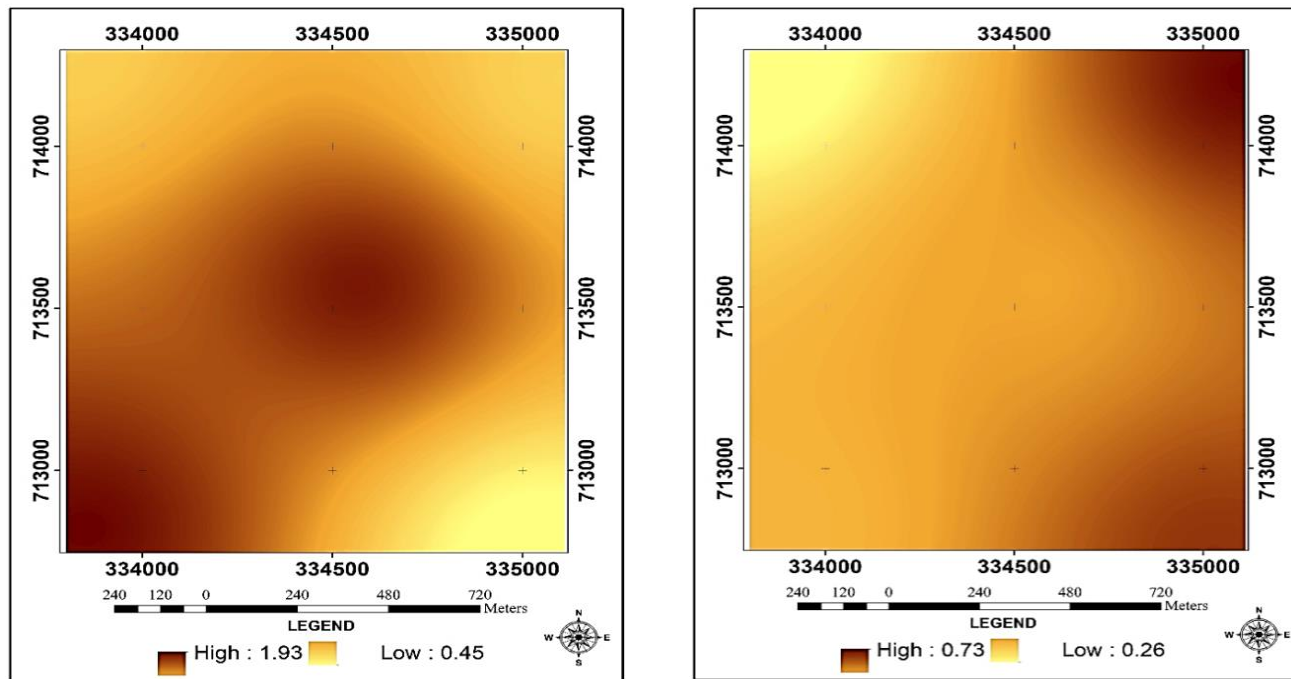 334000 334500 335000
714000 714000
713500 713500
713000 713000
334000 334500 335000
240 120 0 240 480 720
Meters
LEGEND
High : 1.93 Low : 0.45
N
W E
S
334000 334500 335000
714000 714000
713500 713500
713000 713000
334000 334500 335000
240 120 0 240 480 720
Meters
LEGEND
High : 0.73 Low : 0.26
N
W E
S